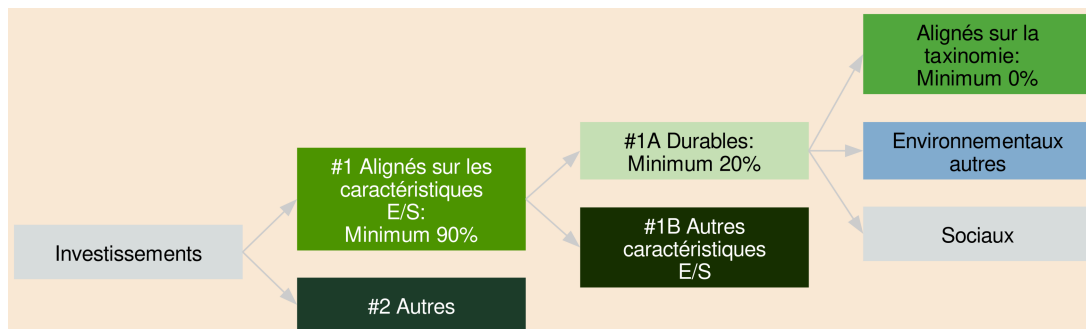 Investissements
#1 Alignés sur les
caractéristiques
E/S:
Minimum 90%
#2 Autres
#1A Durables:
Minimum 20%
#1B Autres
caractéristiques
E/S
Alignés sur la
taxinomie:
Minimum 0%
Environnementaux
autres
Sociaux